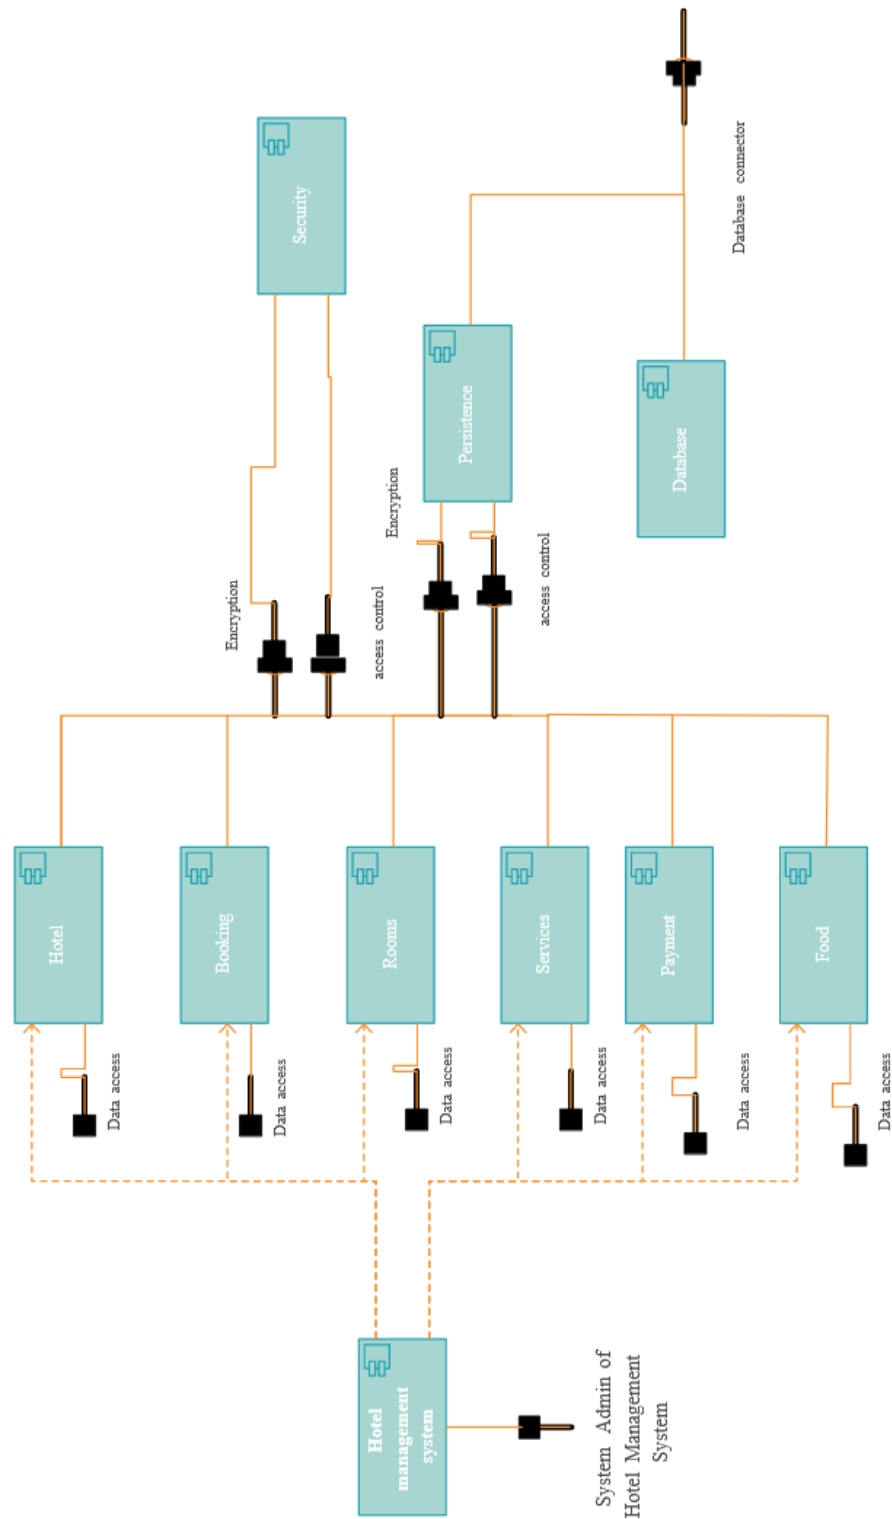 Hotel
management
system
System Admin of
Hotel Management
System
Hotel
Data access
Booking
Data access
Rooms
Data access
Services
Data access
Payment
Data access
Food
Data access
Encryption
access control
Encryption
access control
Security
Persistence
Database
Database connector